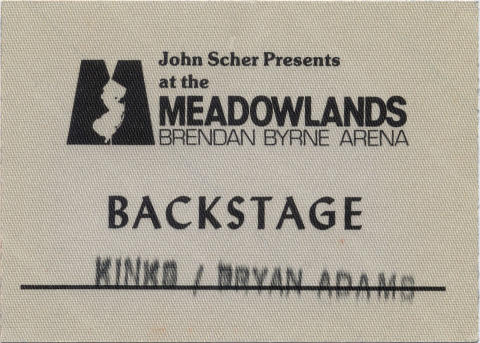 John Scher Presents
at the
MEADOWLANDS
BRENDAN BYRNE ARENA
BACKSTAGE
KINKS / BRYAN ADAMS